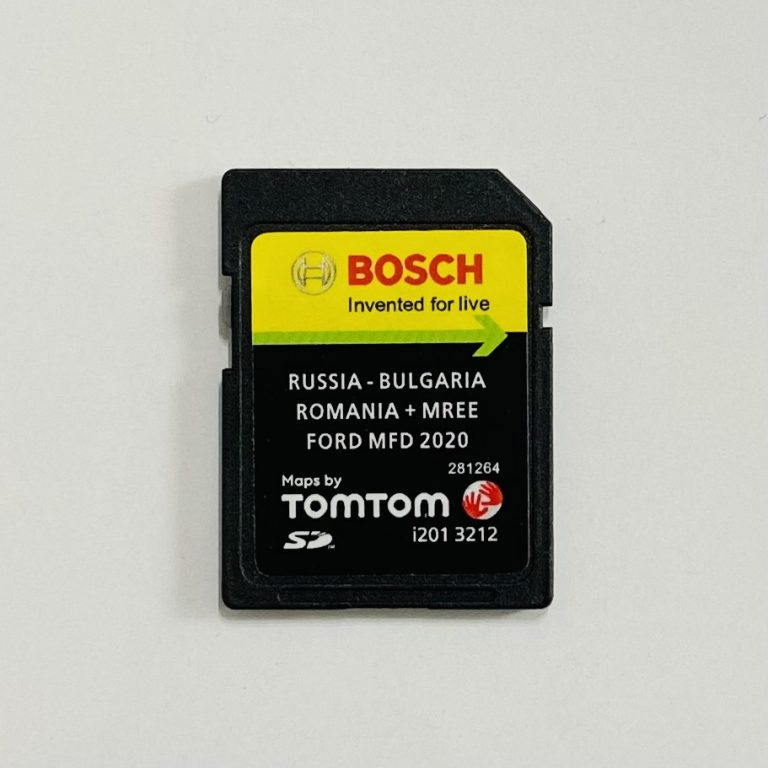 BOSCH
Invented for live
RUSSIA - BULGARIA
ROMANIA + MREE
FORD MFD 2020
281264
Maps by
TOMTOM
SD
i201 3212